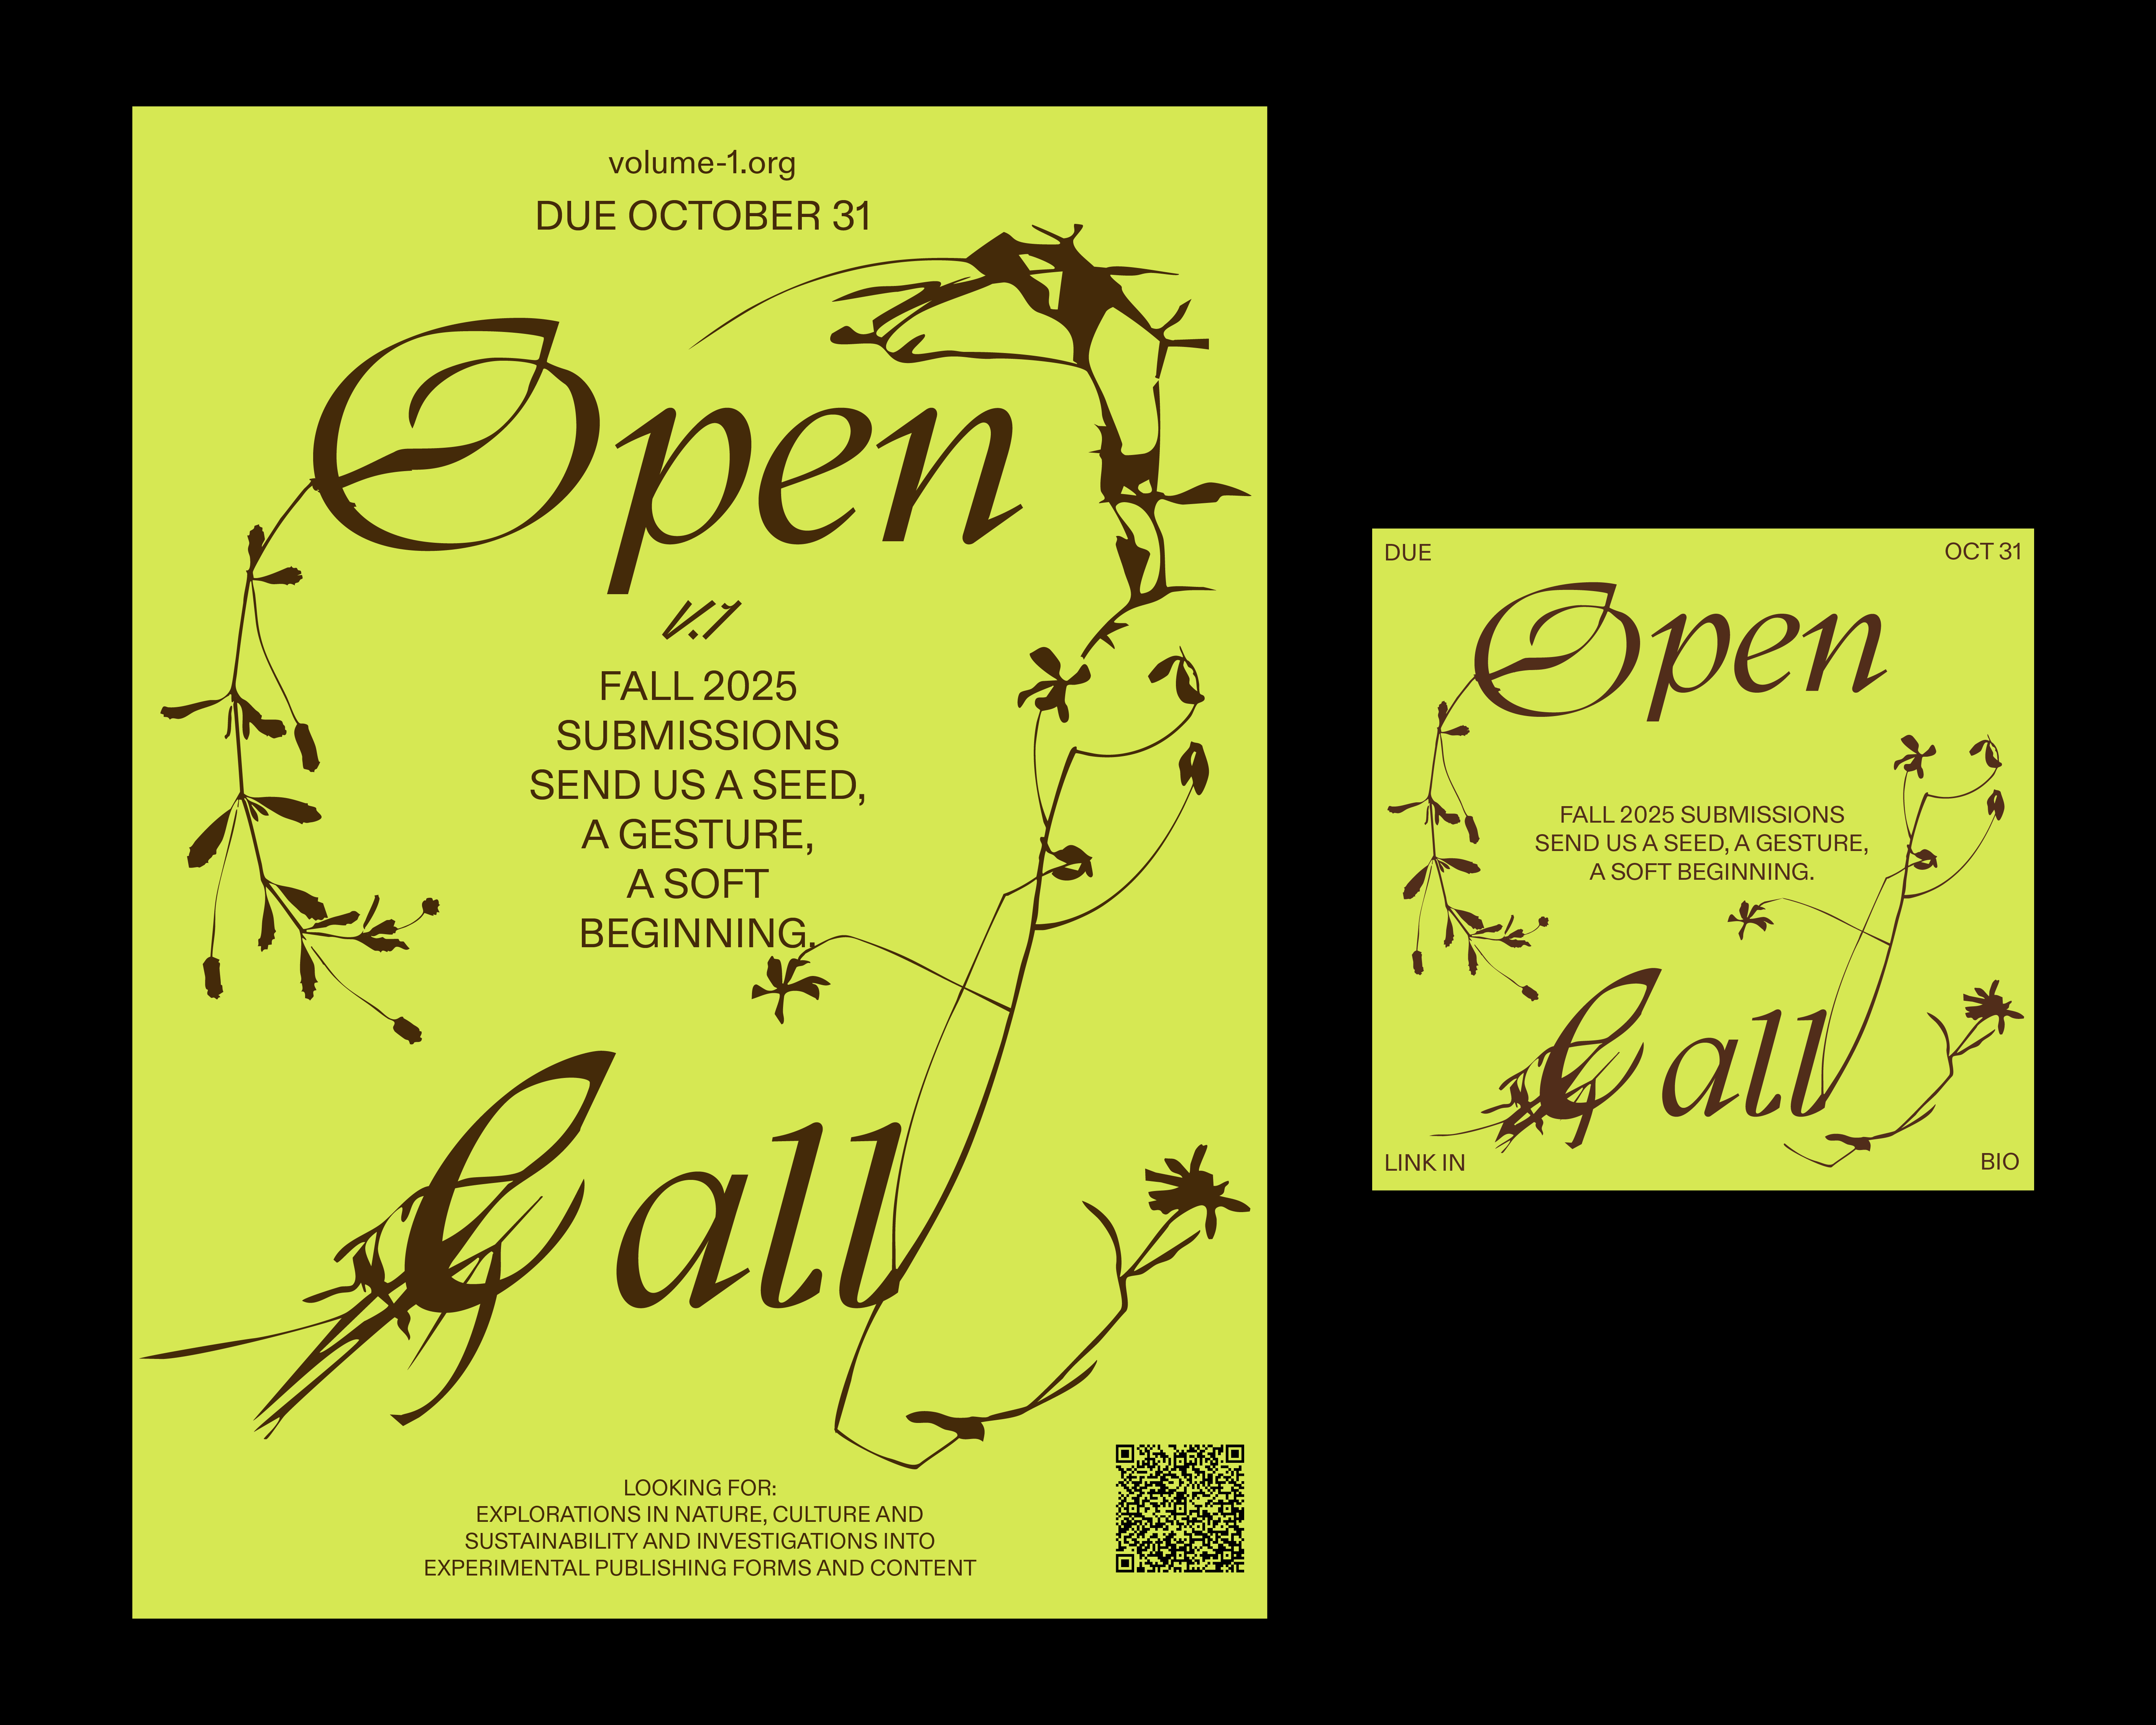 volume-1.org
DUE OCTOBER 31
Open
V.1
FALL 2025
SUBMISSIONS
SEND US A SEED,
A GESTURE,
A SOFT
BEGINNING.
Call
LOOKING FOR:
EXPLORATIONS IN NATURE, CULTURE AND
SUSTAINABILITY AND INVESTIGATIONS INTO
EXPERIMENTAL PUBLISHING FORMS AND CONTENT
DUE
OCT 31
Open
FALL 2025 SUBMISSIONS
SEND US A SEED, A GESTURE,
A SOFT BEGINNING.
Call
LINK IN
BIO